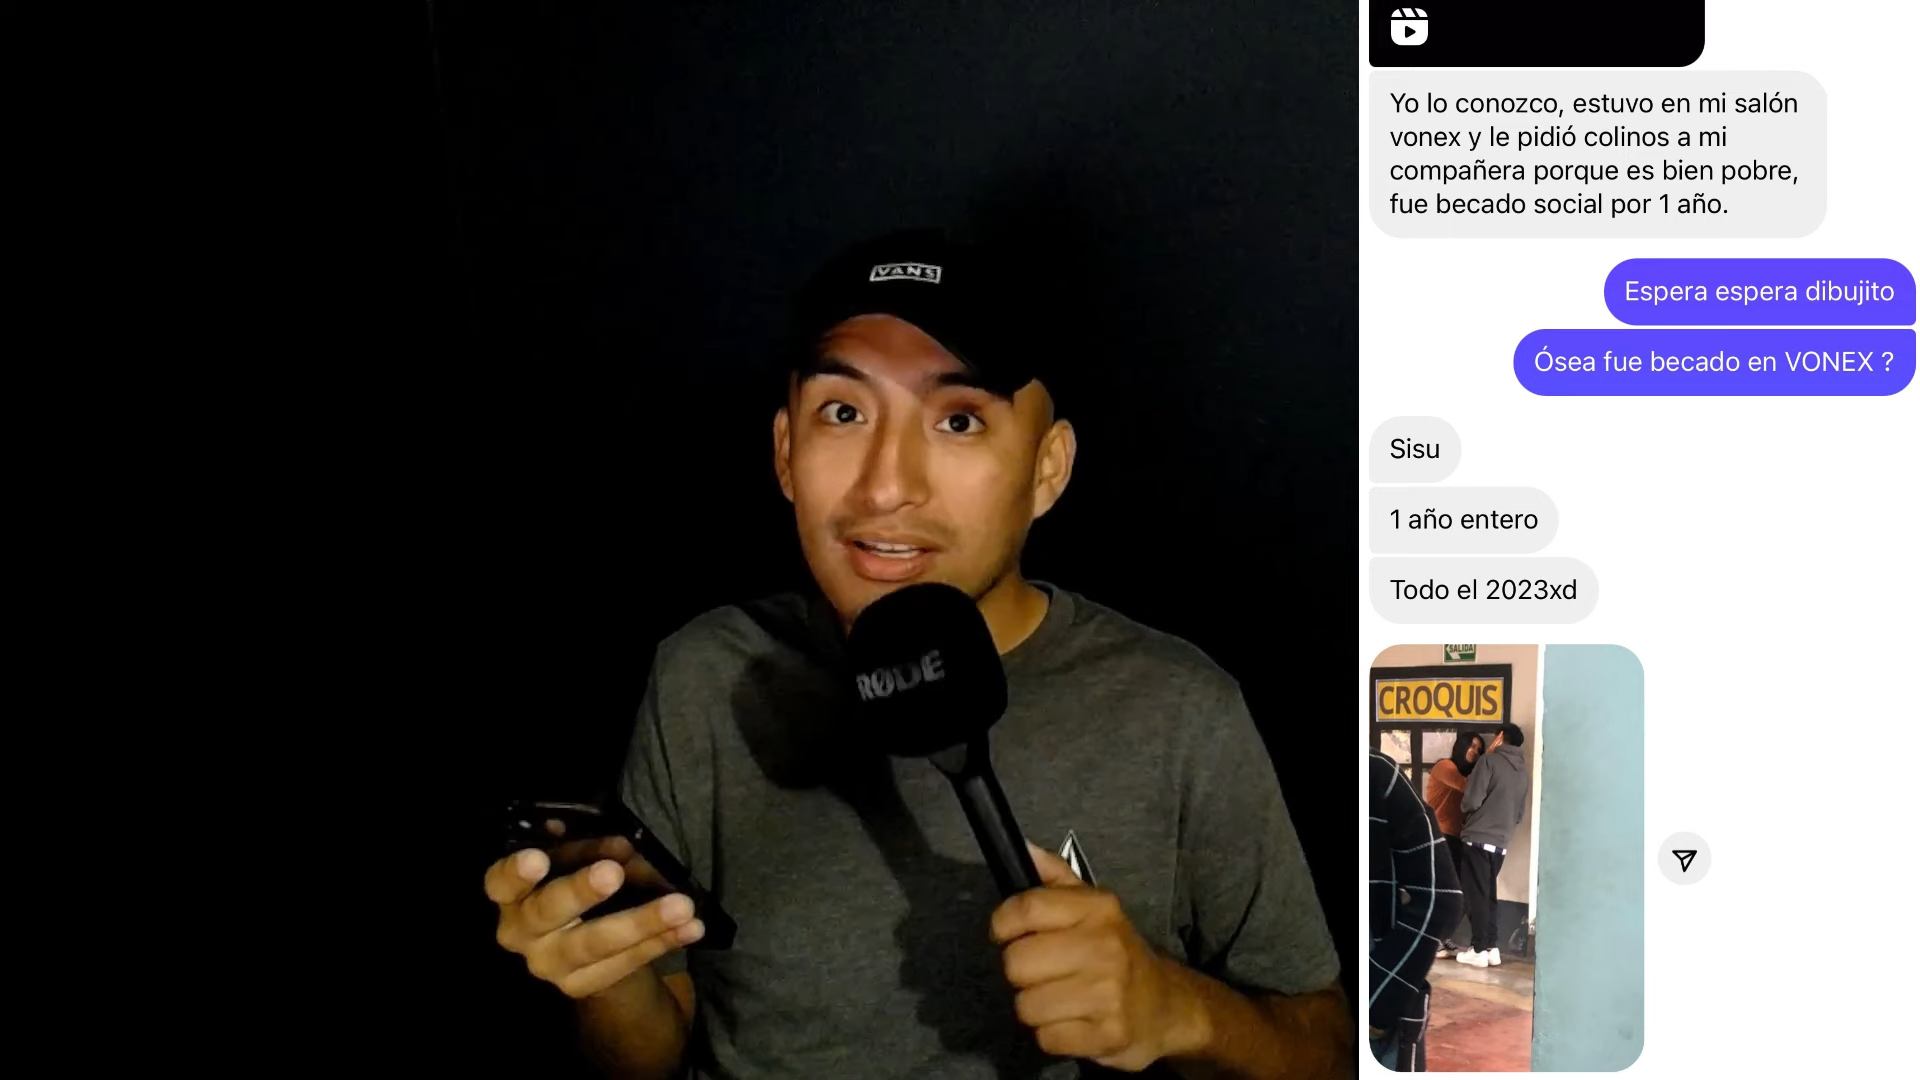 VANS
RØDE
Yo lo conozco, estuvo en mi salón
vonex y le pidió colinos a mi
compañera porque es bien pobre,
fue becado social por 1 año.
Espera espera dibujito
Ósea fue becado en VONEX ?
Sisu
1 año entero
Todo el 2023xd
SALIDA
CROQUIS